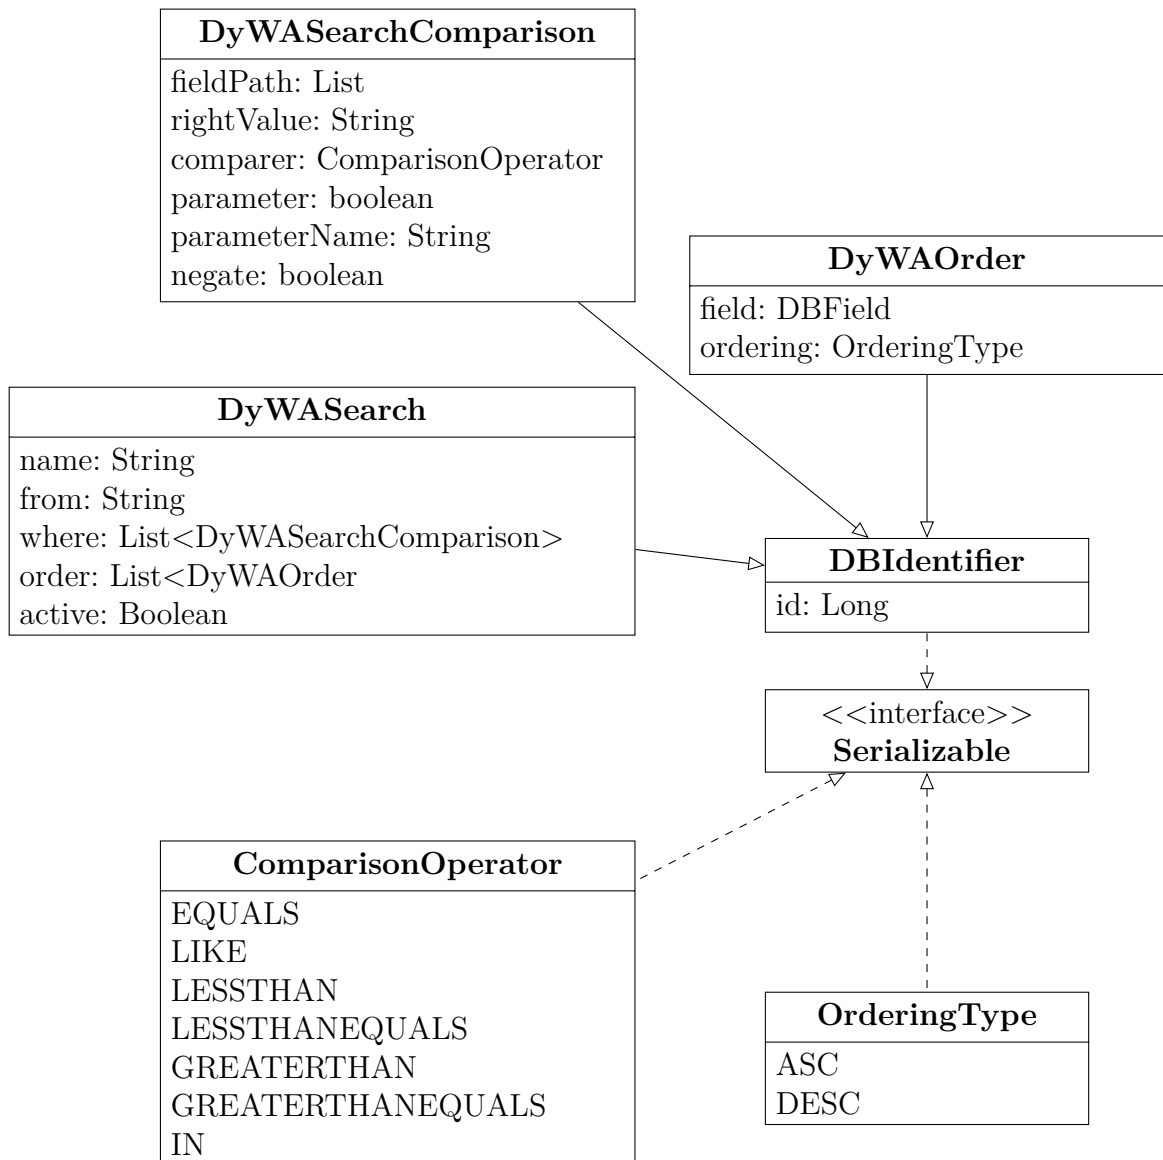 DyWASearchComparison
fieldPath: List
rightValue: String
comparer: ComparisonOperator
parameter: boolean
parameterName: String
negate: boolean
DyWAOrder
field: DBField
ordering: OrderingType
DyWASearch
name: String
from: String
where: List<DyWASearchComparison>
order: List<DyWAOrder
active: Boolean
DBIdentifier
id: Long
<<interface>>
Serializable
ComparisonOperator
EQUALS
LIKE
LESSTHAN
LESSTHANEQUALS
GREATERTHAN
GREATERTHANEQUALS
IN
OrderingType
ASC
DESC